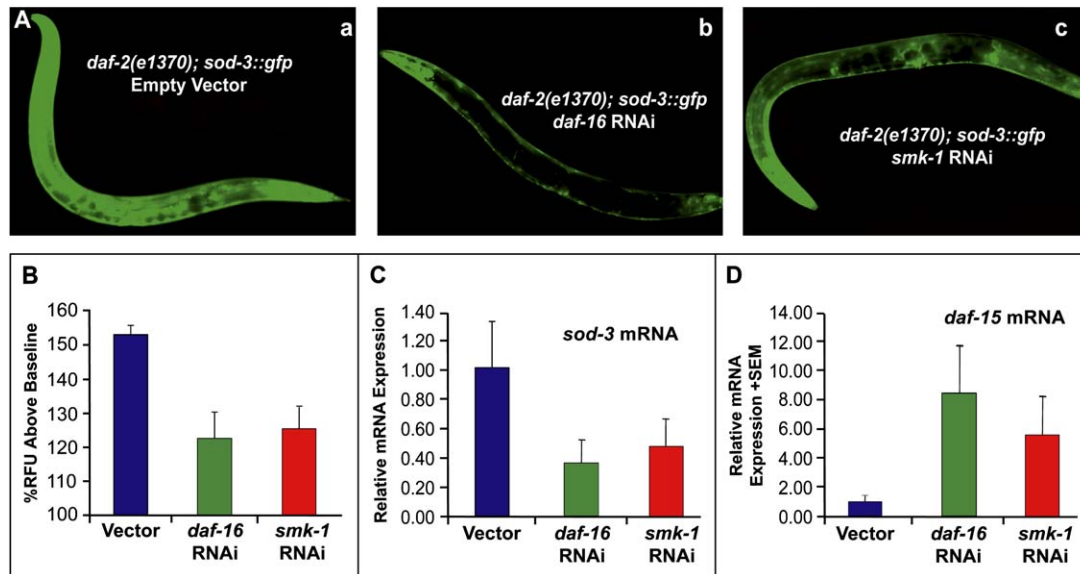 A
a
daf-2(e1370); sod-3::gfp
Empty Vector
b
daf-2(e1370); sod-3::gfp
daf-16 RNAi
c
daf-2(e1370); sod-3::gfp
smk-1 RNAi
B
%RFU Above Baseline
160
150
140
130
120
110
100
Vector
daf-16
RNAi
smk-1
RNAi
C
sod-3 mRNA
Relative mRNA Expression
1.40
1.20
1.00
0.80
0.60
0.40
0.20
0.00
Vector
daf-16
RNAi
smk-1
RNAi
D
daf-15 mRNA
Relative mRNA
Expression +SEM
14.00
12.00
10.00
8.00
6.00
4.00
2.00
0.00
Vector
daf-16
RNAi
smk-1
RNAi